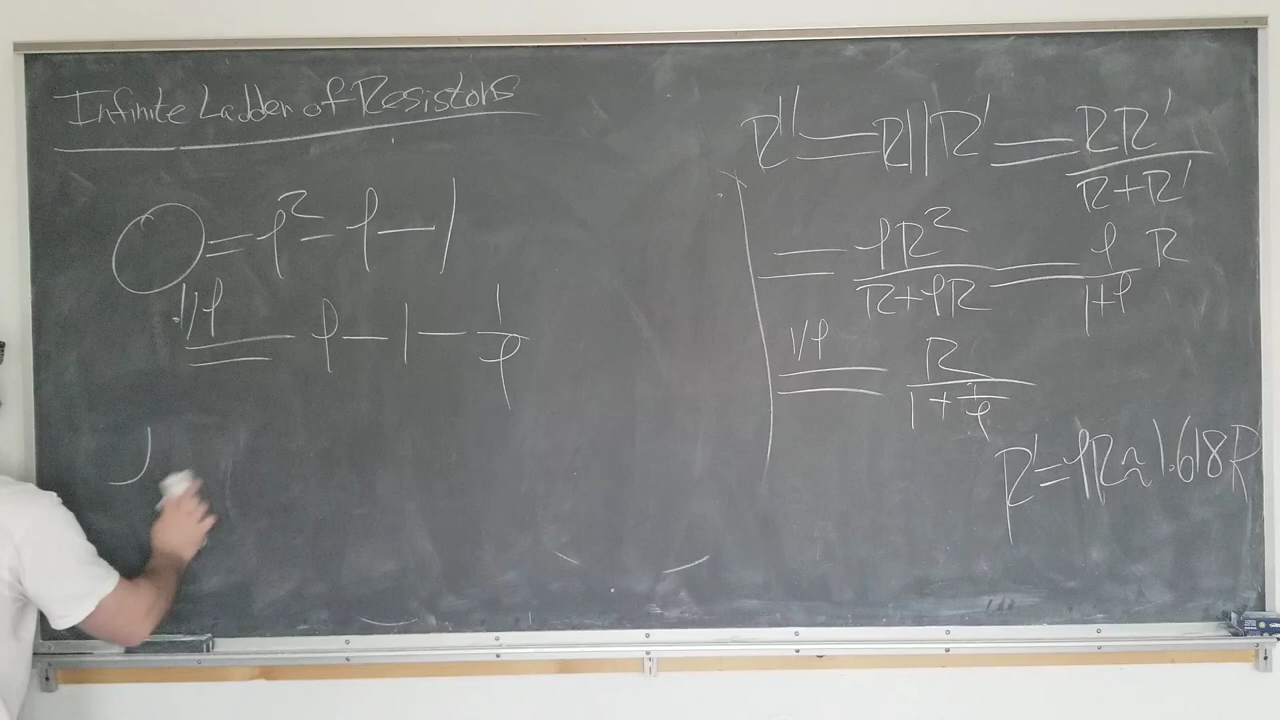 Infinite Ladder of Resistors
0 = φ² - φ - 1
1/φ
= φ - 1 - 1/φ
R'' = R||R' = RR'/(R+R')
= φR²/(R+φR) = φ/(1+φ) R
1/φ
= R/(1+1/φ)
R' = φR ≈ 1.618R